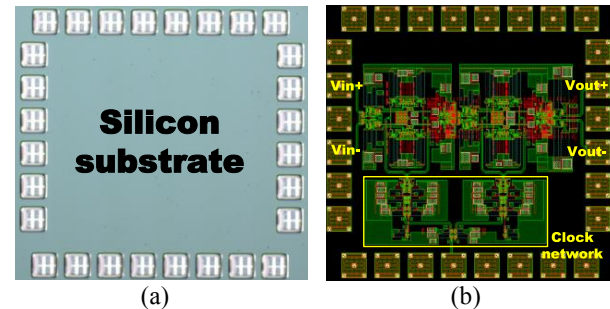 Silicon
substrate
Vin+
Vout+
Vin-
Vout-
Clock
network
(a)
(b)